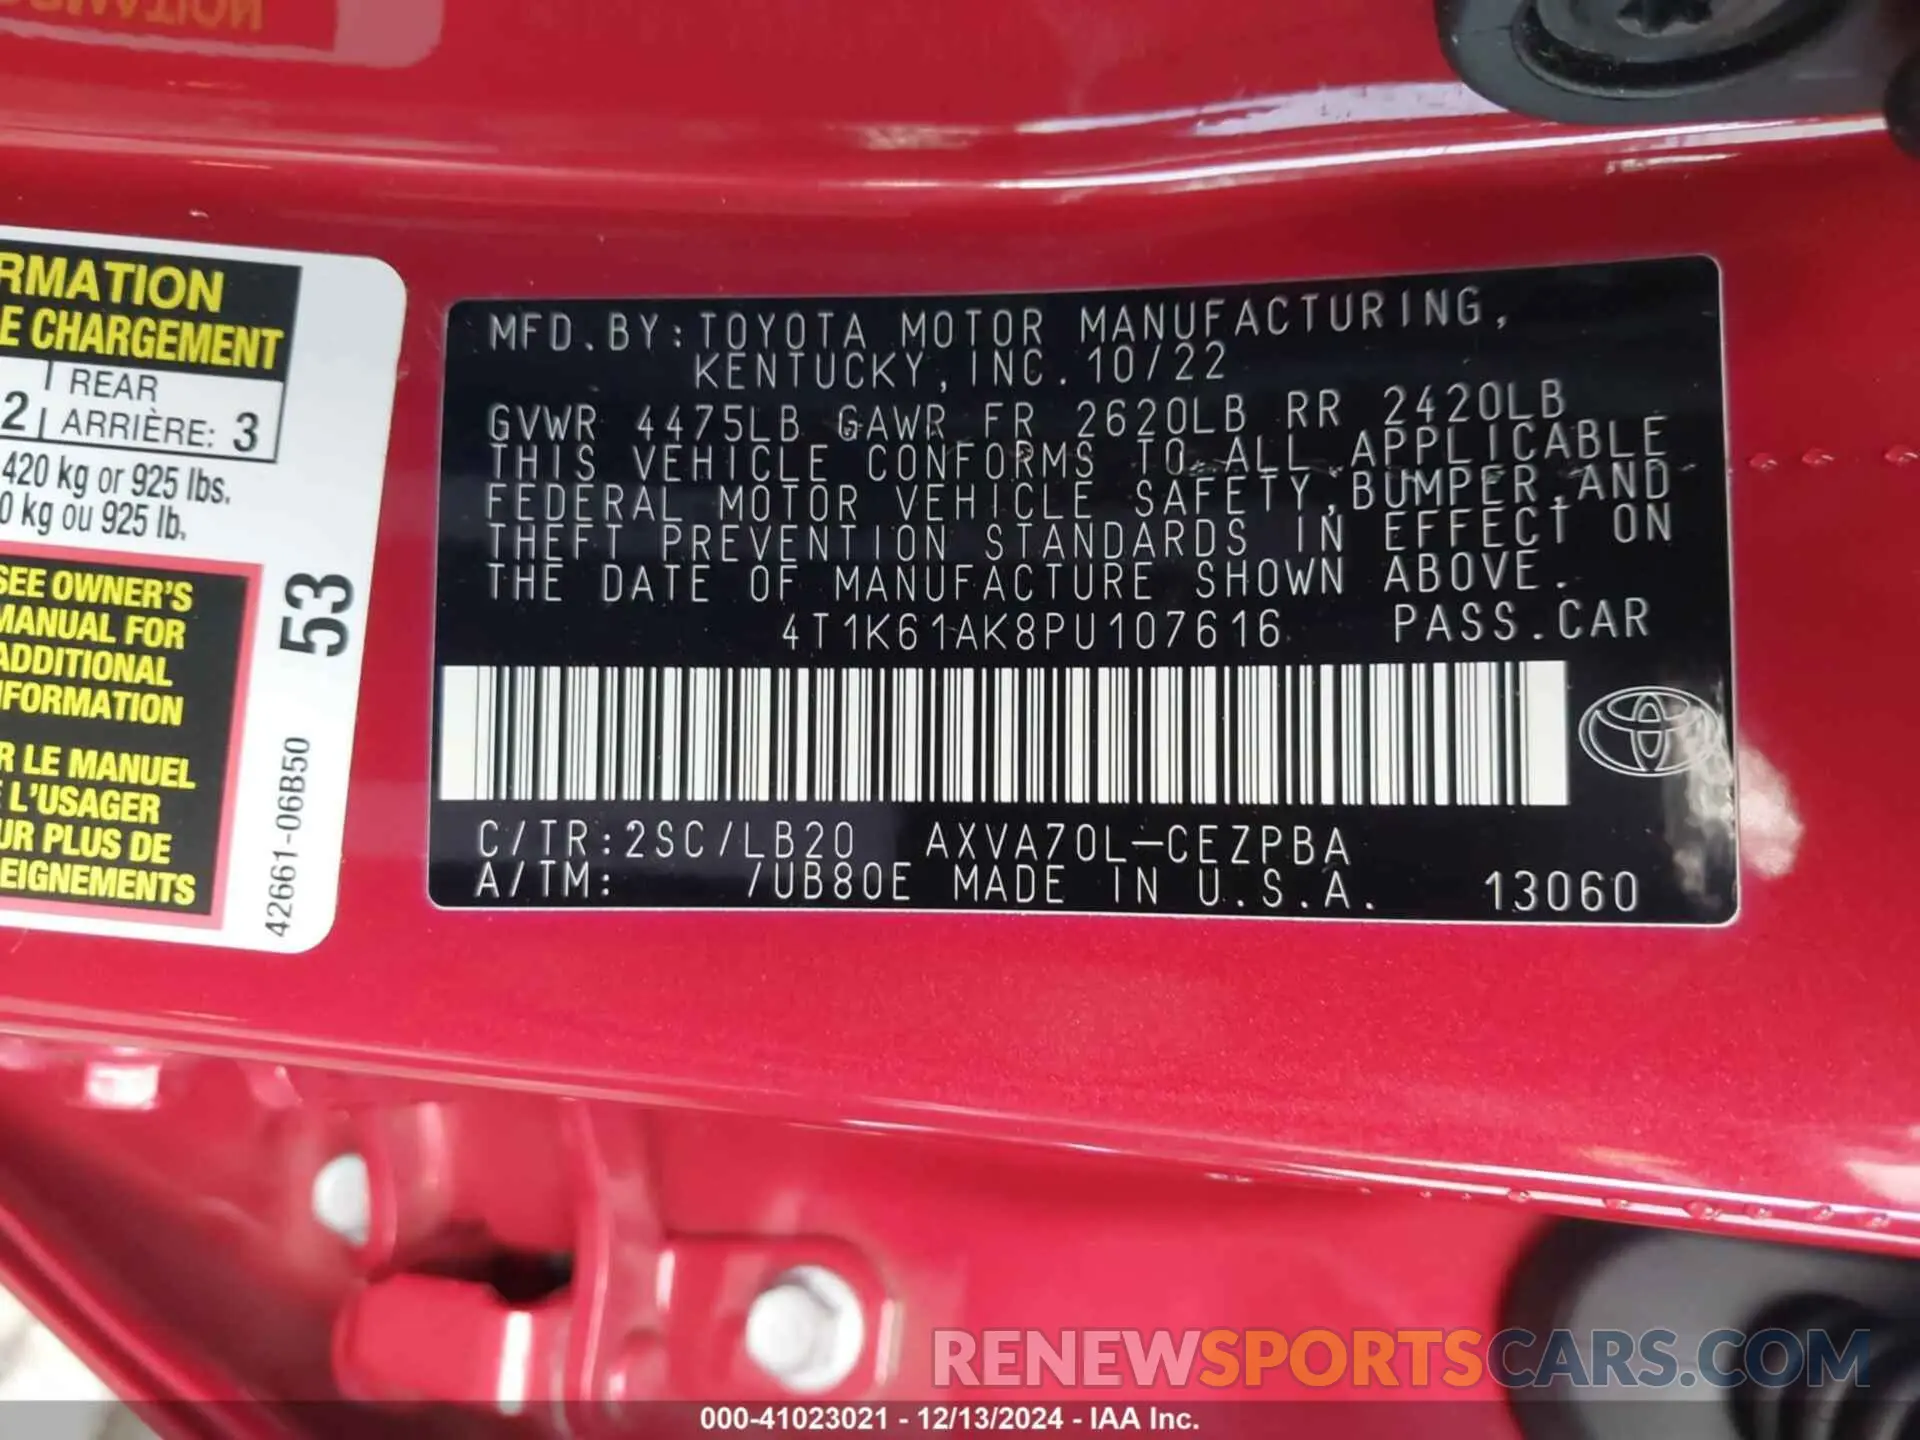 RMATION
E CHARGEMENT
REAR
2 ARRIÈRE: 3
420 kg or 925 lbs.
0 kg ou 925 lb.
SEE OWNER'S
MANUAL FOR
ADDITIONAL
NFORMATION
R LE MANUEL
L'USAGER
UR PLUS DE
EIGNEMENTS
53
42661-06B50
MFD.BY:TOYOTA MOTOR MANUFACTURING,
KENTUCKY,INC.10/22
GVWR 4475LB GAWR FR 2620LB RR 2420LB
THIS VEHICLE CONFORMS TO ALL APPLICABLE
FEDERAL MOTOR VEHICLE SAFETY,BUMPER,AND
THEFT PREVENTION STANDARDS IN EFFECT ON
THE DATE OF MANUFACTURE SHOWN ABOVE.
4T1K61AK8PU107616 PASS.CAR
C/TR:2SC/LB20 AXVA70L-CEZPBA
A/TM: /UB80E MADE IN U.S.A. 13060
RENEWSPORTSCARS.COM
000-41023021 - 12/13/2024 - IAA Inc.